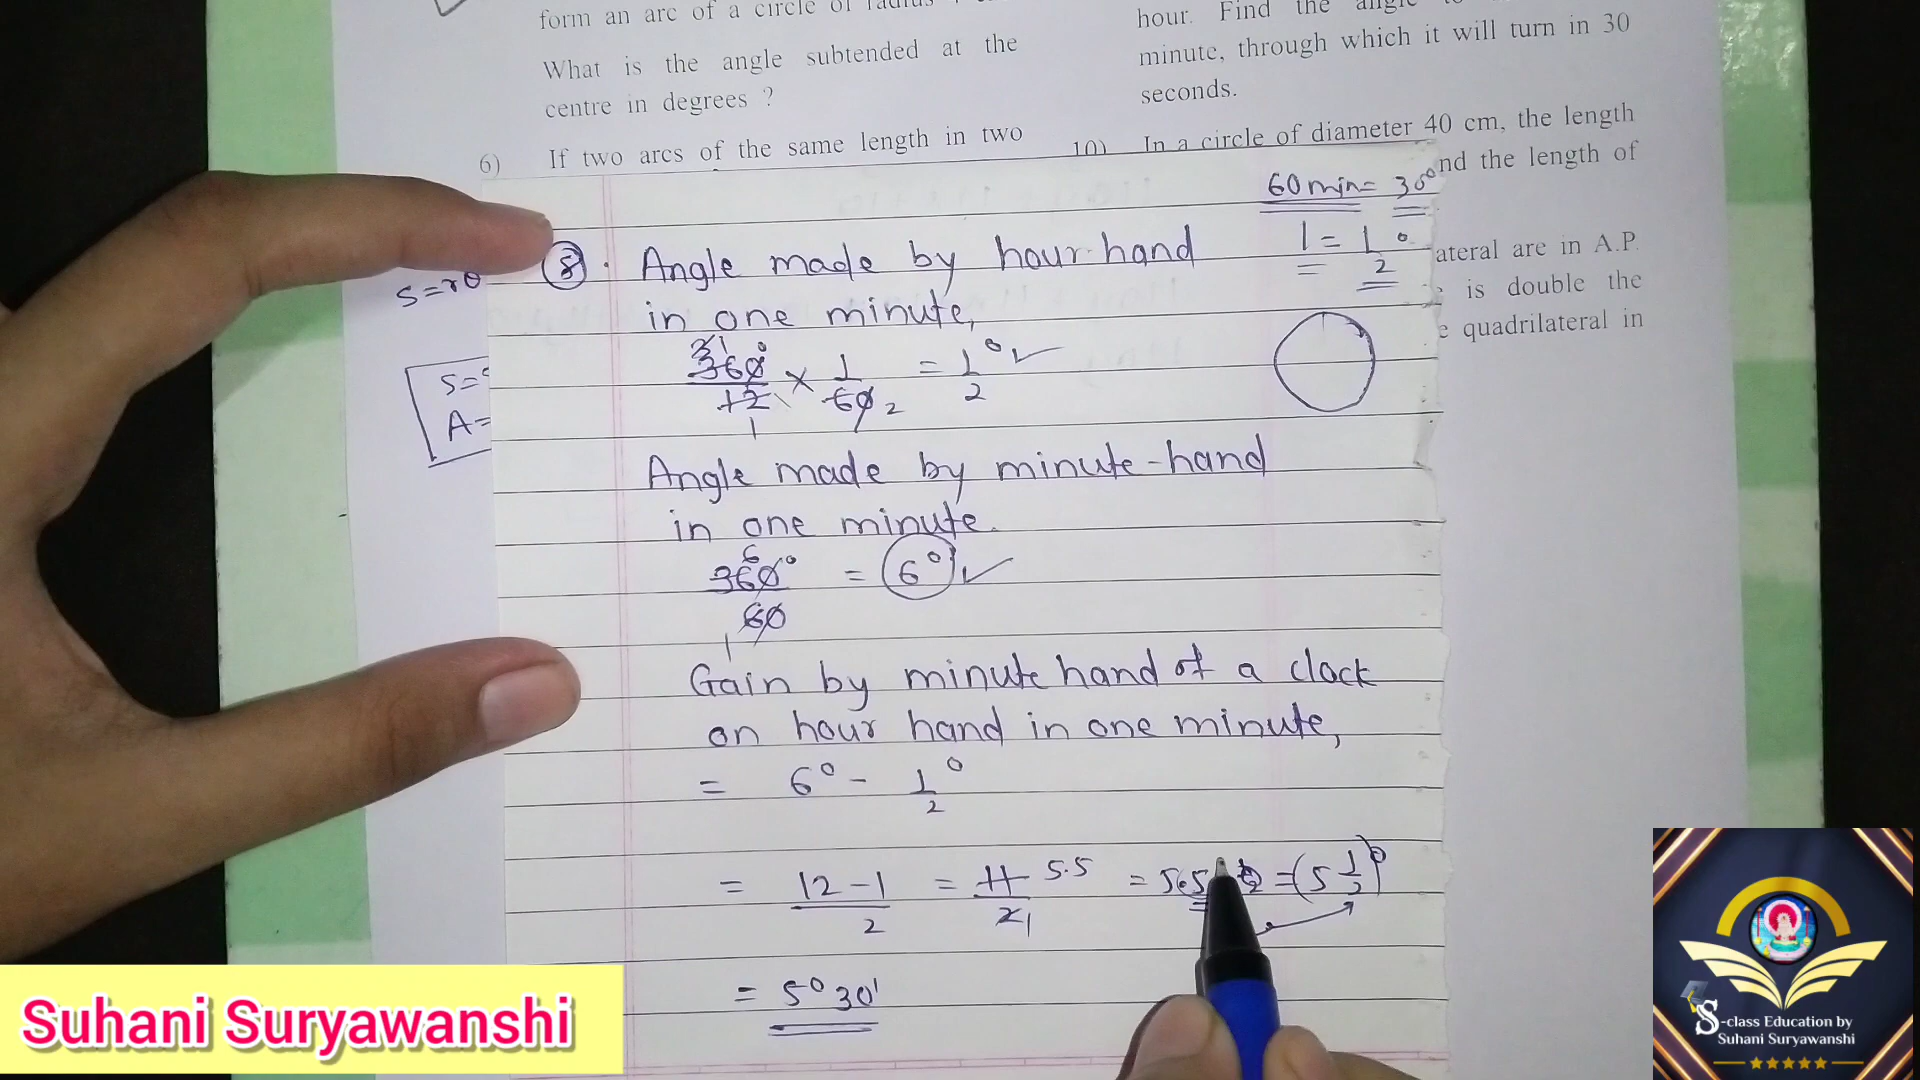 form an arc of a circle of radius
What is the angle subtended at the
centre in degrees ?
6) If two arcs of the same length in two
hour. Find the angle
minute, through which it will turn in 30
seconds.
10) In a circle of diameter 40 cm, the length
nd the length of
ateral are in A.P.
is double the
e quadrilateral in
s=rθ
S=
A=
60min= 30°
1 = 1/2°
8. Angle made by hour-hand
in one minute,
360°/12 × 1/60 = 1/2°
Angle made by minute-hand
in one minute.
360°/60 = 6°
Gain by minute hand of a clock
on hour hand in one minute,
= 6° - 1/2°
= 12-1/2 = 11/2 5.5 = 5.5 = (5 1/2)°
= 5° 30'
Suhani Suryawanshi
S-class Education by
Suhani Suryawanshi